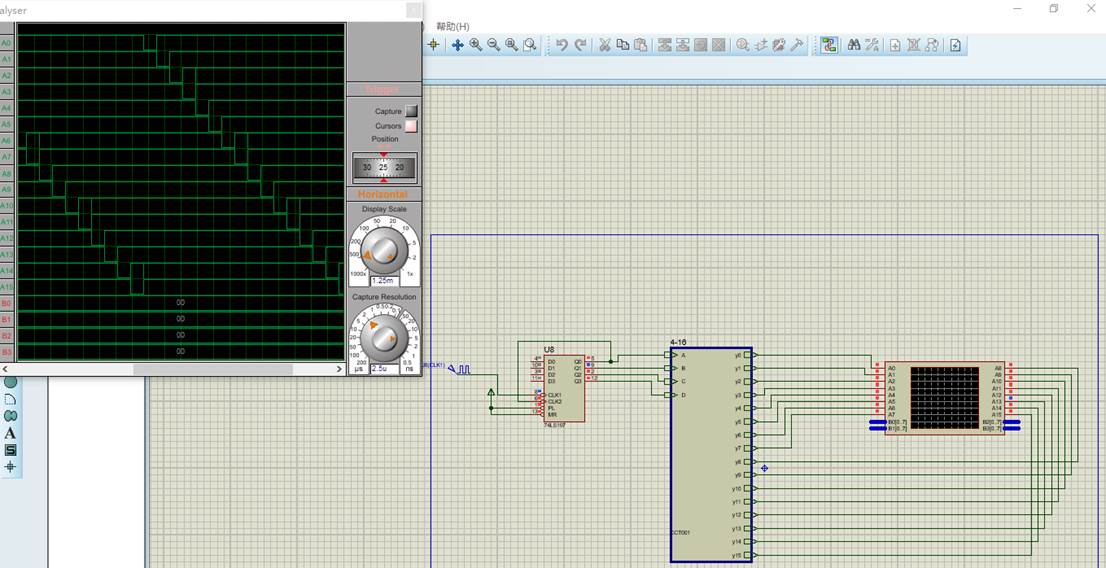 alyser
帮助(H)
A0
A1
A2
A3
A4
A5
A6
A7
A8
A9
A10
A11
A12
A13
A14
A15
B0 00
B1 00
B2 00
B3 00
Trigger
Capture
Cursors
Position
30 25 20
Horizontal
Display Scale
50 20
100 10
200 5
500 2
1000x 1x
1.25m
Capture Resolution
200
100
µs
2.5u
0.5
ns
A
U8
D0 Q0
D1 Q1
D2 Q2
D3 Q3
CLK1
CLK2
PL
MR
74LS197
4-16
A
B
C
D
y0
y1
y2
y3
y4
y5
y6
y7
y8
y9
y10
y11
y12
y13
y14
y15
CCT001
A0 A8
A1 A9
A2 A10
A3 A11
A4 A12
A5 A13
A6 A14
A7 A15
B0[0..7] B2[0..7]
B1[0..7] B3[0..7]